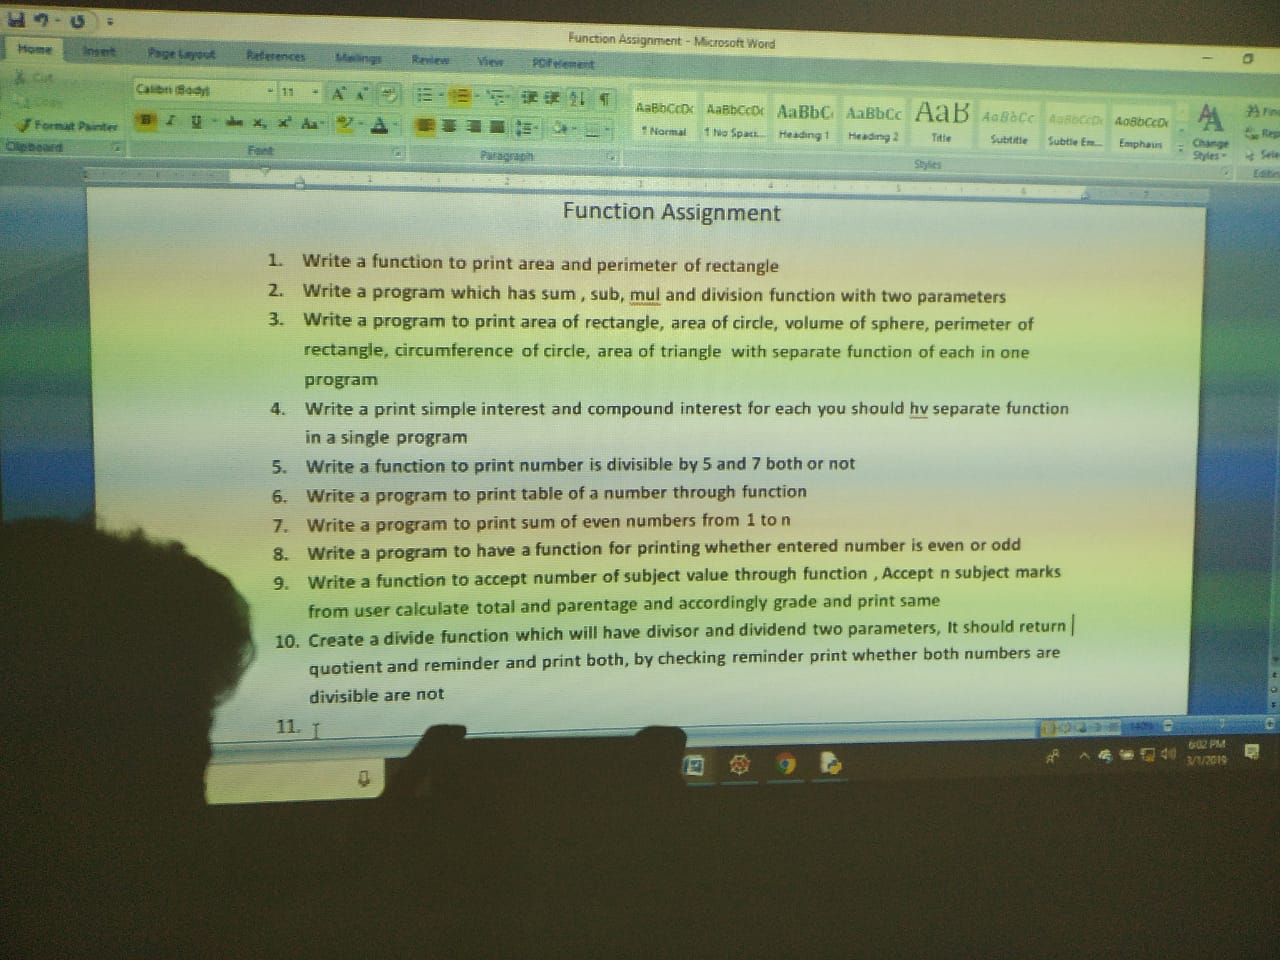 Function Assignment - Microsoft Word
Home Insert Page Layout References Mailings Review View PDFelement
Cut
Copy
Format Painter
Clipboard
Calibri (Body) 11
Font
Paragraph
AaBbCcDc AaBbCcDc AaBbC AaBbCc AaB AaBbCc AaBbCcDc AaBbCcDc
¶ Normal ¶ No Spaci... Heading 1 Heading 2 Title Subtitle Subtle Em... Emphasis
Change
Styles
Styles
Function Assignment
1. Write a function to print area and perimeter of rectangle
2. Write a program which has sum , sub, mul and division function with two parameters
3. Write a program to print area of rectangle, area of circle, volume of sphere, perimeter of
rectangle, circumference of circle, area of triangle with separate function of each in one
program
4. Write a print simple interest and compound interest for each you should hv separate function
in a single program
5. Write a function to print number is divisible by 5 and 7 both or not
6. Write a program to print table of a number through function
7. Write a program to print sum of even numbers from 1 to n
8. Write a program to have a function for printing whether entered number is even or odd
9. Write a function to accept number of subject value through function , Accept n subject marks
from user calculate total and parentage and accordingly grade and print same
10. Create a divide function which will have divisor and dividend two parameters, It should return
quotient and reminder and print both, by checking reminder print whether both numbers are
divisible are not
11.
6:02 PM
3/1/2019